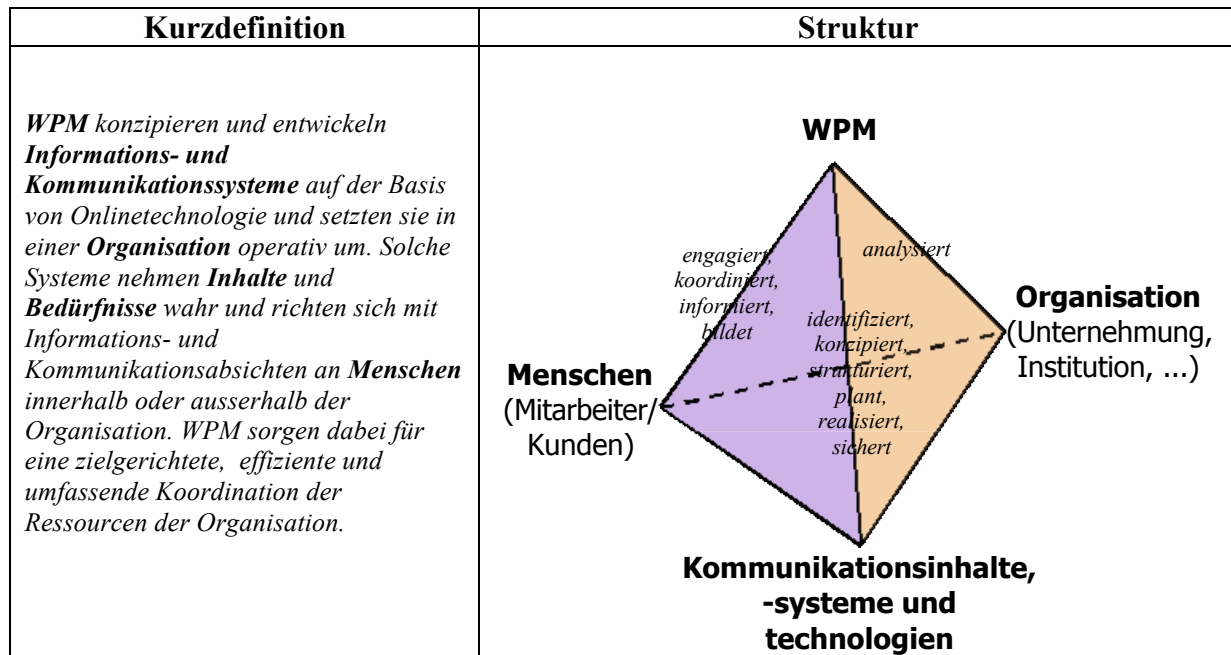 Kurzdefinition
Struktur
WPM konzipieren und entwickeln
Informations- und
Kommunikationssysteme auf der Basis
von Onlinetechnologie und setzten sie in
einer Organisation operativ um. Solche
Systeme nehmen Inhalte und
Bedürfnisse wahr und richten sich mit
Informations- und
Kommunikationsabsichten an Menschen
innerhalb oder ausserhalb der
Organisation. WPM sorgen dabei für
eine zielgerichtete, effiziente und
umfassende Koordination der
Ressourcen der Organisation.
WPM
engagiert,
koordiniert,
informiert,
bildet
analysiert
identifiziert,
konzipiert,
strukturiert,
plant,
realisiert,
sichert
Organisation
(Unternehmung,
Institution, ...)
Menschen
(Mitarbeiter/
Kunden)
Kommunikationsinhalte,
-systeme und
technologien